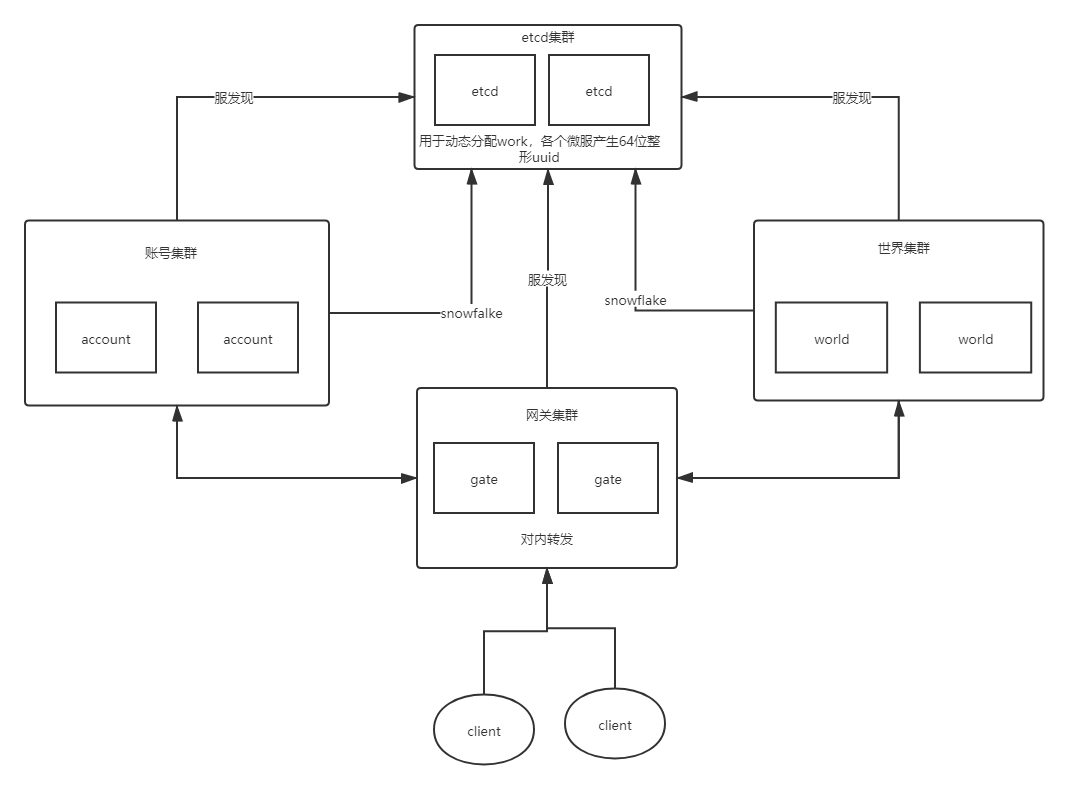 etcd集群
etcd
etcd
用于动态分配work，各个微服产生64位整
形uuid
服发现
服发现
账号集群
account
account
snowfalke
服发现
snowflake
世界集群
world
world
网关集群
gate
gate
对内转发
client
client